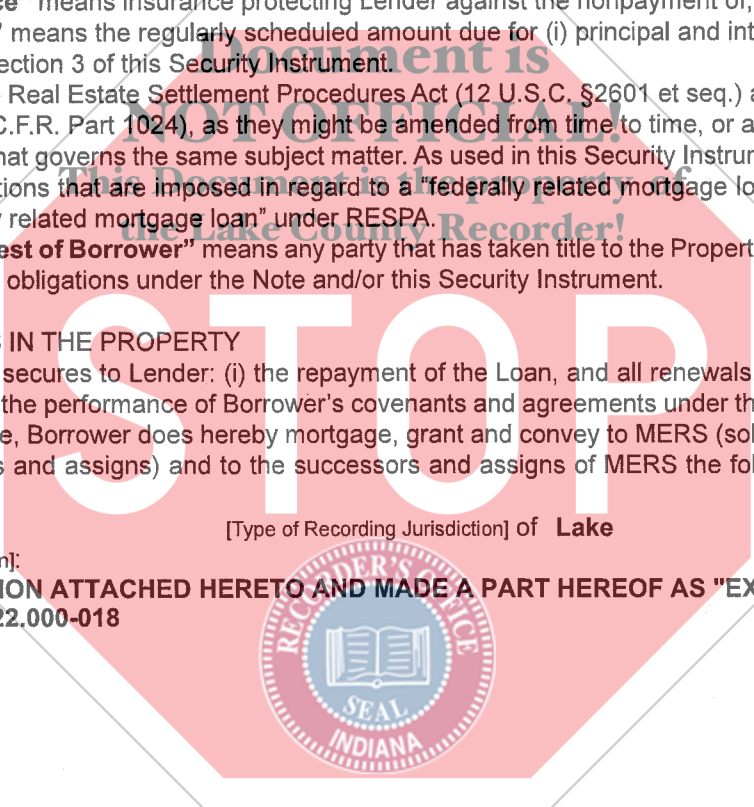 ce" means insurance protecting Lender against the nonpayment of,
" means the regularly scheduled amount due for (i) principal and int
ection 3 of this Security Instrument.
Real Estate Settlement Procedures Act (12 U.S.C. §2601 et seq.) a
C.F.R. Part 1024), as they might be amended from time to time, or a
hat governs the same subject matter. As used in this Security Instrum
tions that are imposed in regard to a "federally related mortgage lo
y related mortgage loan" under RESPA.
est of Borrower" means any party that has taken title to the Propert
obligations under the Note and/or this Security Instrument.
S IN THE PROPERTY
secures to Lender: (i) the repayment of the Loan, and all renewals
the performance of Borrower's covenants and agreements under th
e, Borrower does hereby mortgage, grant and convey to MERS (sol
s and assigns) and to the successors and assigns of MERS the fol
[Type of Recording Jurisdiction] of Lake
n]:
ION ATTACHED HERETO AND MADE A PART HEREOF AS "EX
22.000-018
Document is
NOT OFFICIAL!
This Document is the property of
the Lake County Recorder!
STOP
RECORDER'S OFFICE
SEAL
INDIANA